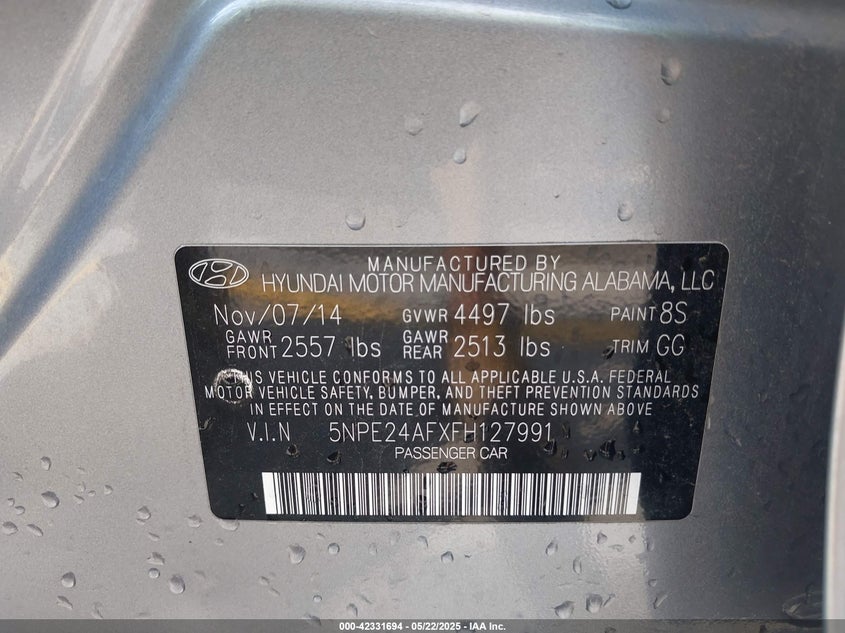 MANUFACTURED BY
HYUNDAI MOTOR MANUFACTURING ALABAMA, LLC
Nov/07/14 GVWR 4497 lbs PAINT 8S
GAWR FRONT 2557 lbs GAWR REAR 2513 lbs TRIM GG
THIS VEHICLE CONFORMS TO ALL APPLICABLE U.S.A. FEDERAL
MOTOR VEHICLE SAFETY, BUMPER, AND THEFT PREVENTION STANDARDS
IN EFFECT ON THE DATE OF MANUFACTURE SHOWN ABOVE
V.I.N 5NPE24AFXFH127991
PASSENGER CAR
000-42331694 - 05/22/2025 - IAA Inc.